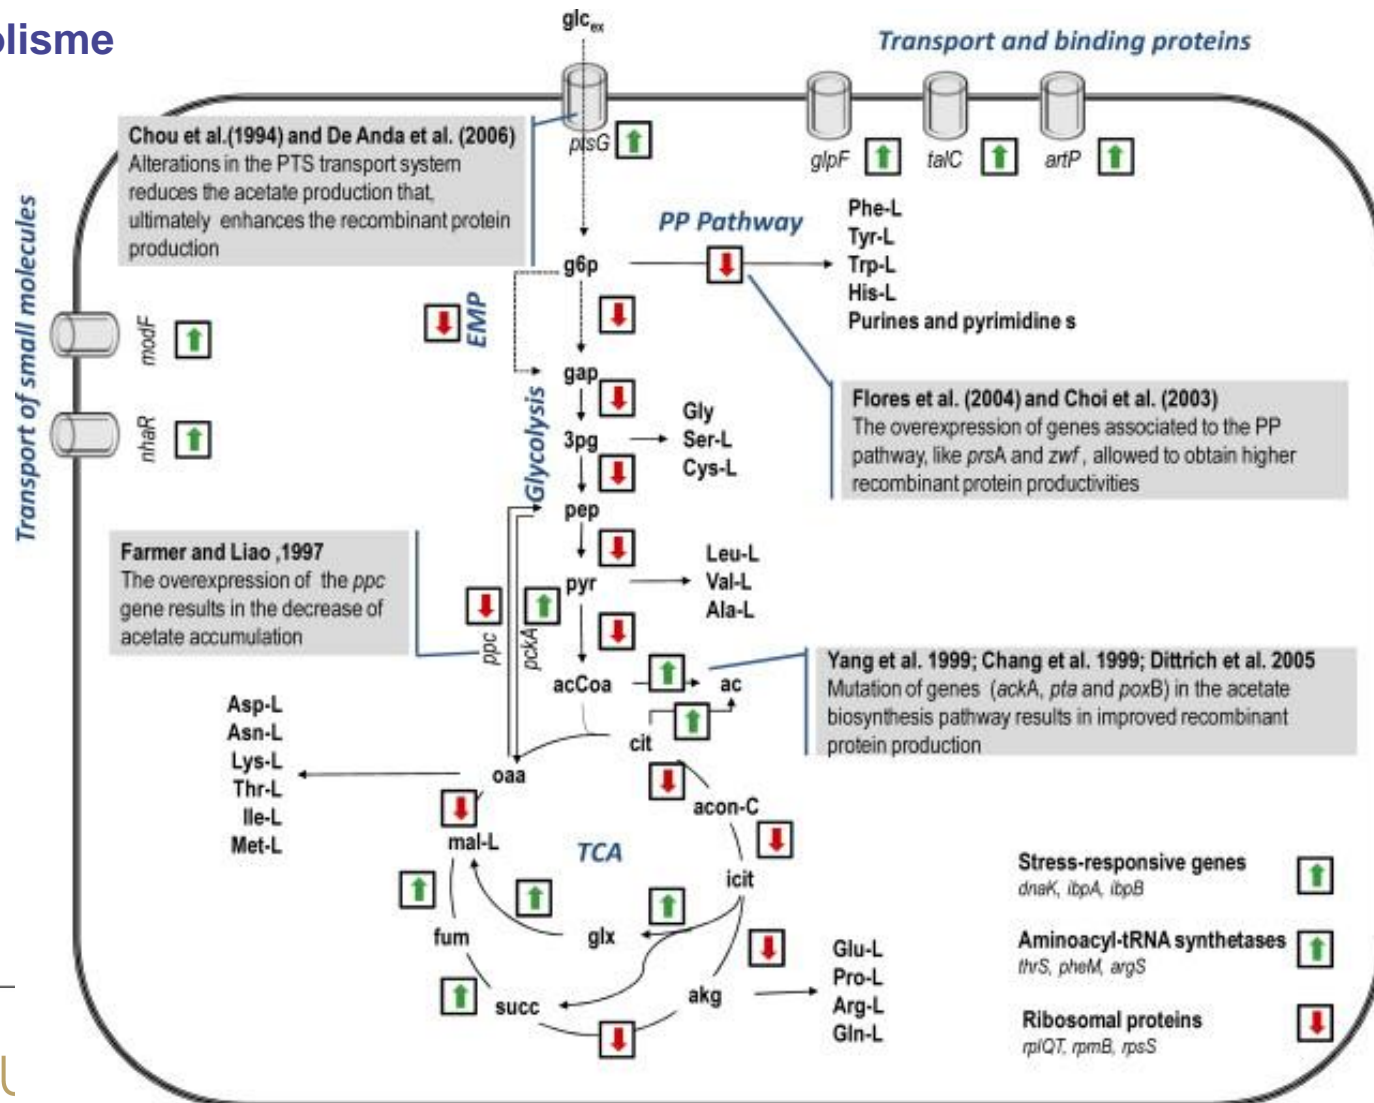 olisme
glcex
Transport and binding proteins
Chou et al.(1994) and De Anda et al. (2006)
Alterations in the PTS transport system
reduces the acetate production that,
ultimately enhances the recombinant protein
production
ptsG
glpF
talC
artP
Transport of small molecules
modF
nhaR
PP Pathway
g6p
Phe-L
Tyr-L
Trp-L
His-L
Purines and pyrimidine s
EMP
gap
Glycolysis
3pg
Gly
Ser-L
Cys-L
Flores et al. (2004) and Choi et al. (2003)
The overexpression of genes associated to the PP
pathway, like prsA and zwf , allowed to obtain higher
recombinant protein productivities
pep
Farmer and Liao ,1997
The overexpression of the ppc
gene results in the decrease of
acetate accumulation
pyr
Leu-L
Val-L
Ala-L
ppc
pckA
acCoa
ac
Yang et al. 1999; Chang et al. 1999; Dittrich et al. 2005
Mutation of genes (ackA, pta and poxB) in the acetate
biosynthesis pathway results in improved recombinant
protein production
Asp-L
Asn-L
Lys-L
Thr-L
Ile-L
Met-L
cit
oaa
acon-C
mal-L
TCA
icit
fum
glx
succ
akg
Glu-L
Pro-L
Arg-L
Gln-L
Stress-responsive genes
dnaK, ibpA, ibpB
Aminoacyl-tRNA synthetases
thrS, pheM, argS
Ribosomal proteins
rplQT, rpmB, rpsS